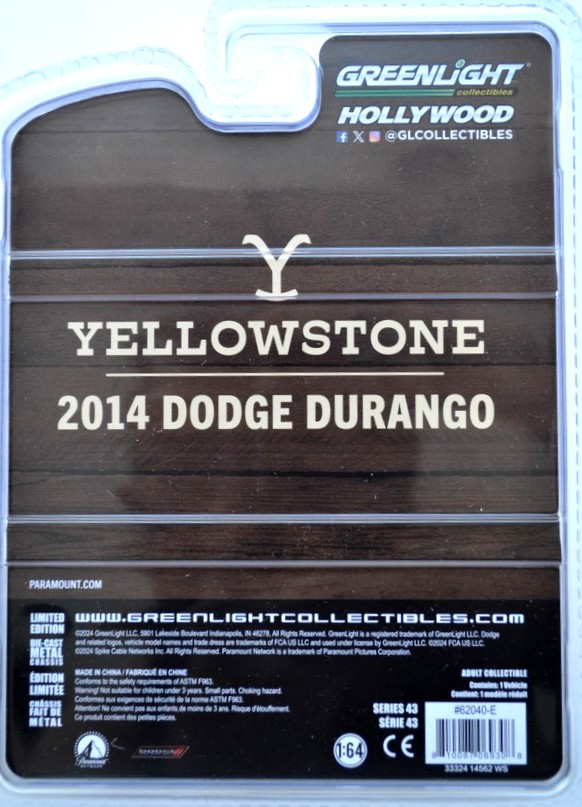 GREENLiGHT
collectibles
HOLLYWOOD
@GLCOLLECTIBLES
Y
YELLOWSTONE
2014 DODGE DURANGO
PARAMOUNT.COM
LIMITED
EDITION
DIE-CAST
METAL
CHASSIS
ÉDITION
LIMITÉE
CHÂSSIS
FAIT DE
MÉTAL
WWW.GREENLIGHTCOLLECTIBLES.COM
©2024 GreenLight LLC, 5901 Lakeside Boulevard Indianapolis, IN 46278, All Rights Reserved. GreenLight is a registered trademark of GreenLight LLC. Dodge
and related logos, vehicle model names and trade dress are trademarks of FCA US LLC and used under license by GreenLight LLC. ©2024 FCA US LLC.
©2024 Spike Cable Networks Inc. All Rights Reserved. Paramount Network is a trademark of Paramount Pictures Corporation.
MADE IN CHINA / FABRIQUÉ EN CHINE
Conforms to the safety requirements of ASTM F963.
Warning! Not suitable for children under 3 years. Small parts. Choking hazard.
Conformes aux exigences de sécurité de la norme ASTM F963.
Attention! Ne convient pas aux enfants de moins de 3 ans. Risque d'étouffement.
Ce produit contient des petites pièces.
ADULT COLLECTIBLE
Contains: 1 Vehicle
Contient: 1 modèle réduit
SERIES 43
SÉRIE 43
#62040-E
Paramount
NETWORK
DODGE
1:64
CE
8 10087 06930 8
33324 14562 WS